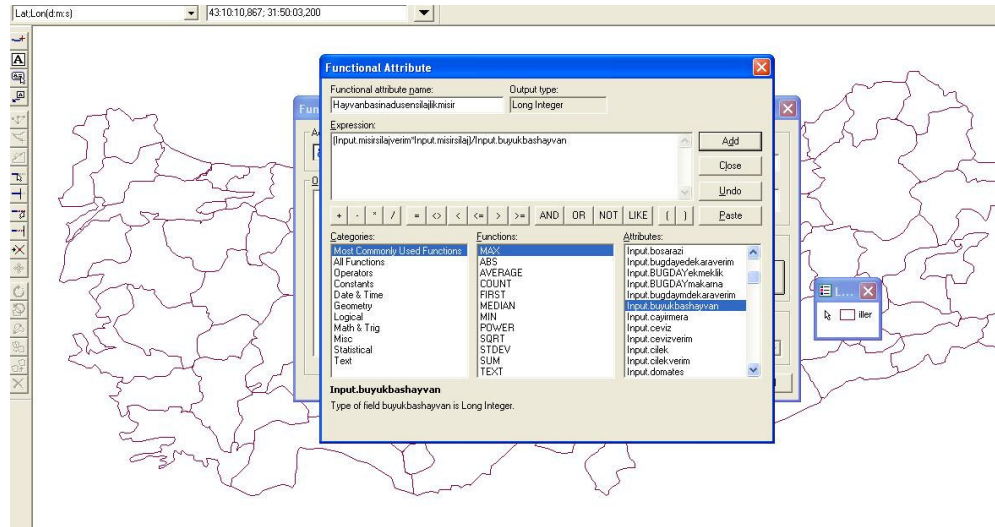 Lat;Lon(d:m:s)
43:10:10,867; 31:50:03,200
Functional Attribute
Functional attribute name:
Output type:
Hayvanbasinadusensilajlikmisir
Long Integer
Expression:
(Input.misirsilajverim*Input.misirsilaj)/Input.buyukbashayvan
Add
Close
Undo
Paste
+ - * / = <> < <= > >= AND OR NOT LIKE ( )
Categories:
Most Commonly Used Functions
All Functions
Operators
Constants
Date & Time
Geometry
Logical
Math & Trig
Misc
Statistical
Text
Functions:
MAX
ABS
AVERAGE
COUNT
FIRST
MEDIAN
MIN
POWER
SQRT
STDEV
SUM
TEXT
Attributes:
Input.bosarazi
Input.bugdayedekaraverim
Input.BUGDAYekmeklik
Input.BUGDAYmakarna
Input.bugdaymdekaraverim
Input.buyukbashayvan
Input.cayirmera
Input.ceviz
Input.cevizverim
Input.cilek
Input.cilekverim
Input.domates
Input.buyukbashayvan
Type of field buyukbashayvan is Long Integer.
Fun
L...
iller